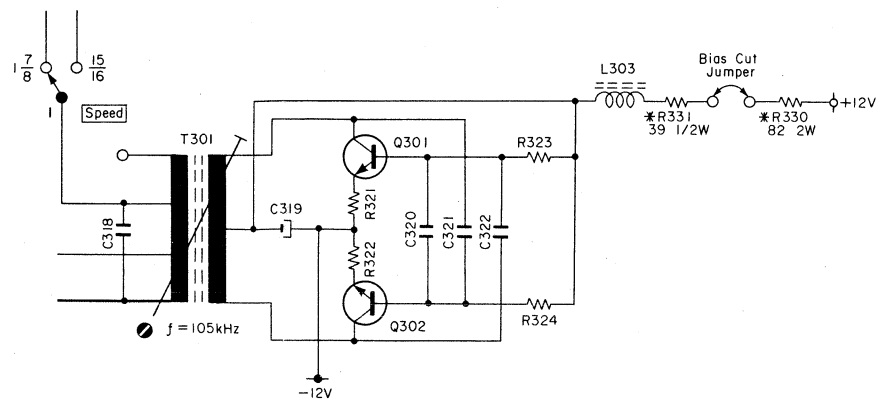 1 7/8
15/16
1
Speed
T301
C318
f = 105kHz
C319
Q301
R321
R322
Q302
C320
C321
C322
R323
R324
L303
*R331
39 1/2W
Bias Cut
Jumper
*R330
82 2W
+12V
-12V